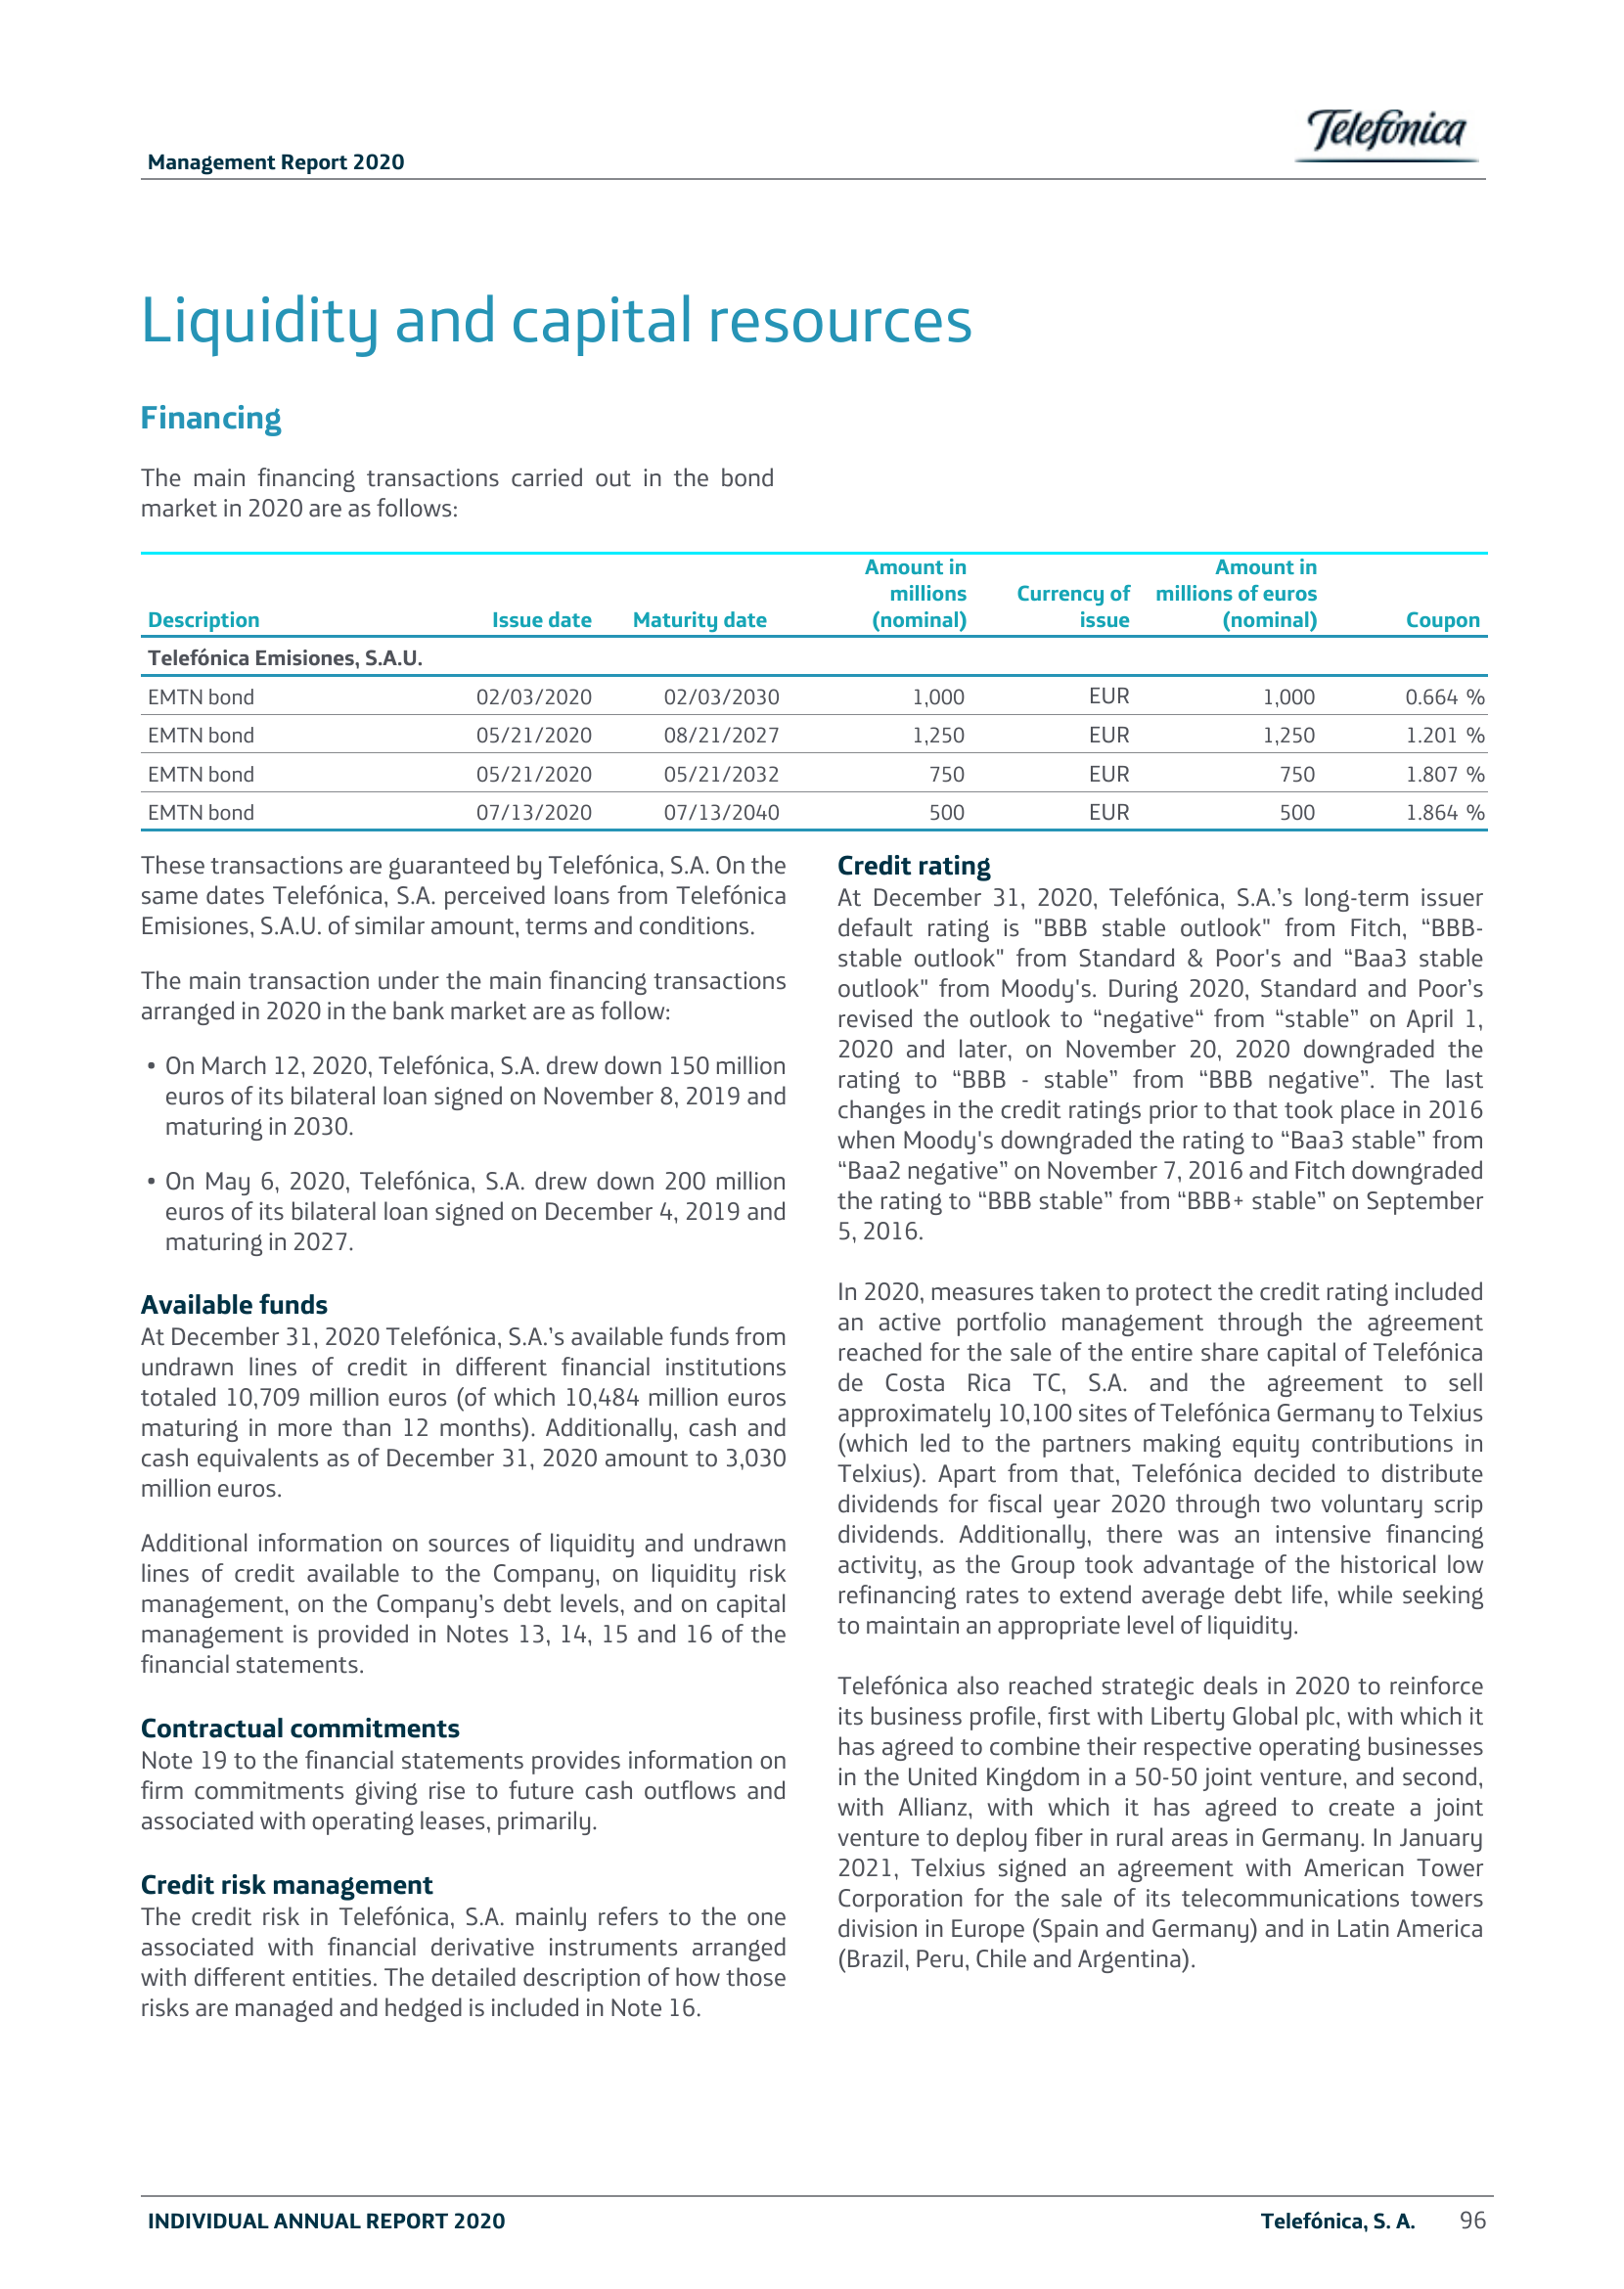 Telefónica
Management Report 2020
Liquidity and capital resources
Financing
The main financing transactions carried out in the bond
market in 2020 are as follows:
Description Issue date Maturity date Amount in millions (nominal) Currency of issue Amount in millions of euros (nominal) Coupon
Telefónica Emisiones, S.A.U.
EMTN bond 02/03/2020 02/03/2030 1,000 EUR 1,000 0.664 %
EMTN bond 05/21/2020 08/21/2027 1,250 EUR 1,250 1.201 %
EMTN bond 05/21/2020 05/21/2032 750 EUR 750 1.807 %
EMTN bond 07/13/2020 07/13/2040 500 EUR 500 1.864 %
These transactions are guaranteed by Telefónica, S.A. On the
same dates Telefónica, S.A. perceived loans from Telefónica
Emisiones, S.A.U. of similar amount, terms and conditions.
The main transaction under the main financing transactions
arranged in 2020 in the bank market are as follow:
• On March 12, 2020, Telefónica, S.A. drew down 150 million
euros of its bilateral loan signed on November 8, 2019 and
maturing in 2030.
• On May 6, 2020, Telefónica, S.A. drew down 200 million
euros of its bilateral loan signed on December 4, 2019 and
maturing in 2027.
Available funds
At December 31, 2020 Telefónica, S.A.'s available funds from
undrawn lines of credit in different financial institutions
totaled 10,709 million euros (of which 10,484 million euros
maturing in more than 12 months). Additionally, cash and
cash equivalents as of December 31, 2020 amount to 3,030
million euros.
Additional information on sources of liquidity and undrawn
lines of credit available to the Company, on liquidity risk
management, on the Company's debt levels, and on capital
management is provided in Notes 13, 14, 15 and 16 of the
financial statements.
Contractual commitments
Note 19 to the financial statements provides information on
firm commitments giving rise to future cash outflows and
associated with operating leases, primarily.
Credit risk management
The credit risk in Telefónica, S.A. mainly refers to the one
associated with financial derivative instruments arranged
with different entities. The detailed description of how those
risks are managed and hedged is included in Note 16.
Credit rating
At December 31, 2020, Telefónica, S.A.'s long-term issuer
default rating is "BBB stable outlook" from Fitch, “BBB-
stable outlook" from Standard & Poor's and “Baa3 stable
outlook" from Moody's. During 2020, Standard and Poor’s
revised the outlook to “negative“ from “stable” on April 1,
2020 and later, on November 20, 2020 downgraded the
rating to “BBB - stable” from “BBB negative”. The last
changes in the credit ratings prior to that took place in 2016
when Moody's downgraded the rating to “Baa3 stable” from
“Baa2 negative” on November 7, 2016 and Fitch downgraded
the rating to “BBB stable” from “BBB+ stable” on September
5, 2016.
In 2020, measures taken to protect the credit rating included
an active portfolio management through the agreement
reached for the sale of the entire share capital of Telefónica
de Costa Rica TC, S.A. and the agreement to sell
approximately 10,100 sites of Telefónica Germany to Telxius
(which led to the partners making equity contributions in
Telxius). Apart from that, Telefónica decided to distribute
dividends for fiscal year 2020 through two voluntary scrip
dividends. Additionally, there was an intensive financing
activity, as the Group took advantage of the historical low
refinancing rates to extend average debt life, while seeking
to maintain an appropriate level of liquidity.
Telefónica also reached strategic deals in 2020 to reinforce
its business profile, first with Liberty Global plc, with which it
has agreed to combine their respective operating businesses
in the United Kingdom in a 50-50 joint venture, and second,
with Allianz, with which it has agreed to create a joint
venture to deploy fiber in rural areas in Germany. In January
2021, Telxius signed an agreement with American Tower
Corporation for the sale of its telecommunications towers
division in Europe (Spain and Germany) and in Latin America
(Brazil, Peru, Chile and Argentina).
INDIVIDUAL ANNUAL REPORT 2020
Telefónica, S. A. 96